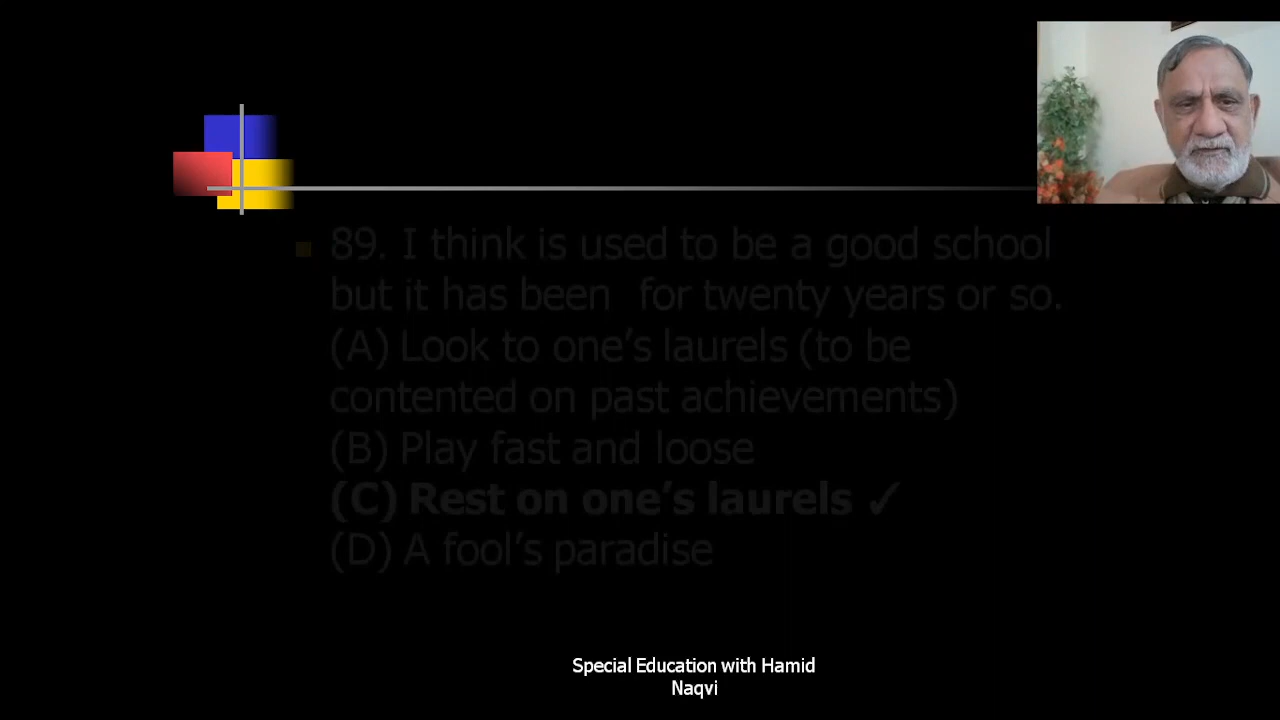 89. I think is used to be a good school
but it has been  for twenty years or so.
(A) Look to one’s laurels (to be
contented on past achievements)
(B) Play fast and loose
(C) Rest on one’s laurels ✓
(D) A fool’s paradise
Special Education with Hamid
Naqvi